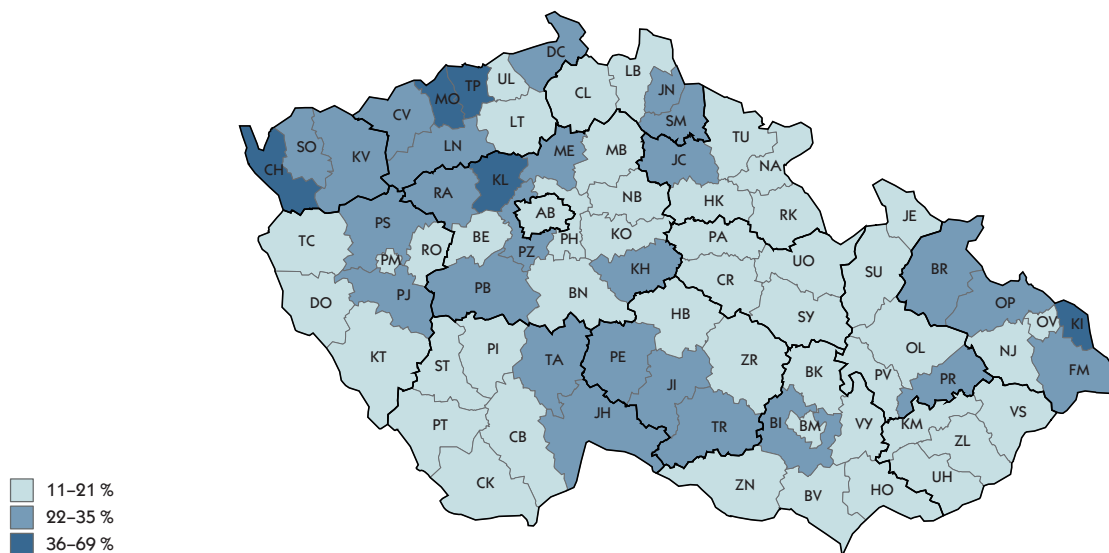 DC
LB
UL
TP
MO
CL
JN
CV
LT
SM
TU
SO
LN
ME
MB
JC
NA
KV
CH
KL
RA
NB
HK
RK
JE
AB
PS
BE
PH
KO
PA
TC
RO
PM
PZ
UO
SU
BR
KH
CR
PJ
PB
BN
OP
DO
HB
SY
OV
KI
OL
NJ
KT
ST
PI
TA
PE
ZR
BK
FM
JI
PV
PR
PT
CB
JH
TR
BI
BM
VY
KM
VS
ZL
CK
ZN
BV
HO
UH
11–21 %
22–35 %
36–69 %